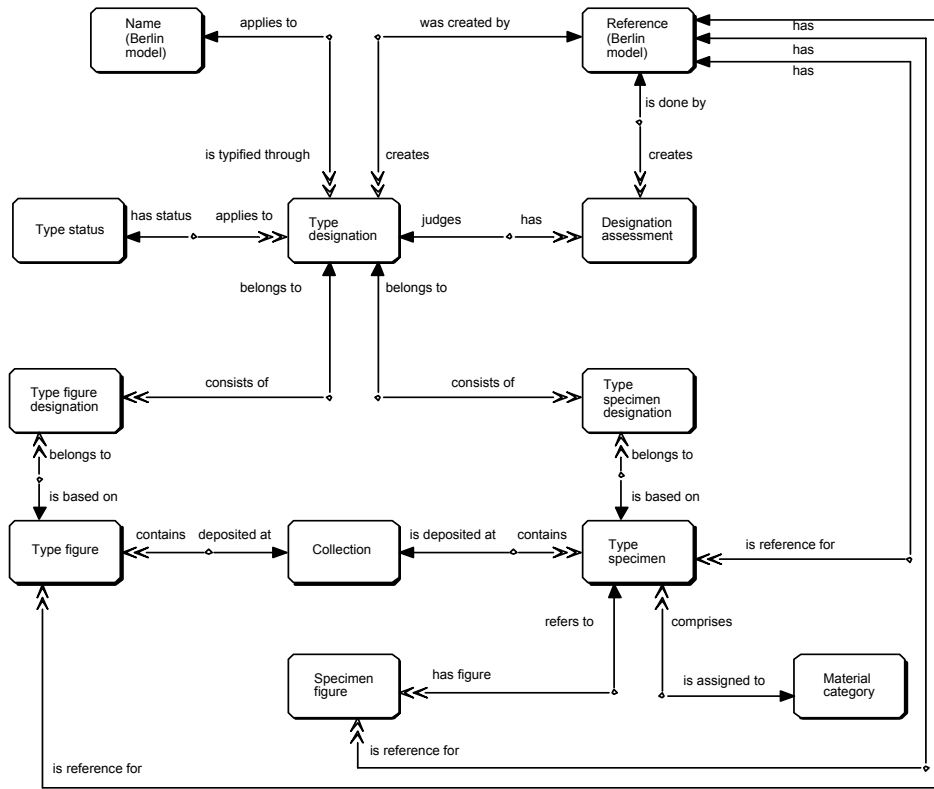 Name
(Berlin
model)
applies to
was created by
Reference
(Berlin
model)
has
has
has
is done by
is typified through
creates
creates
Type status
has status
applies to
Type
designation
judges
has
Designation
assessment
belongs to
belongs to
Type figure
designation
consists of
consists of
Type
specimen
designation
belongs to
belongs to
is based on
is based on
Type figure
contains
deposited at
Collection
is deposited at
contains
Type
specimen
is reference for
refers to
comprises
Specimen
figure
has figure
is assigned to
Material
category
is reference for
is reference for